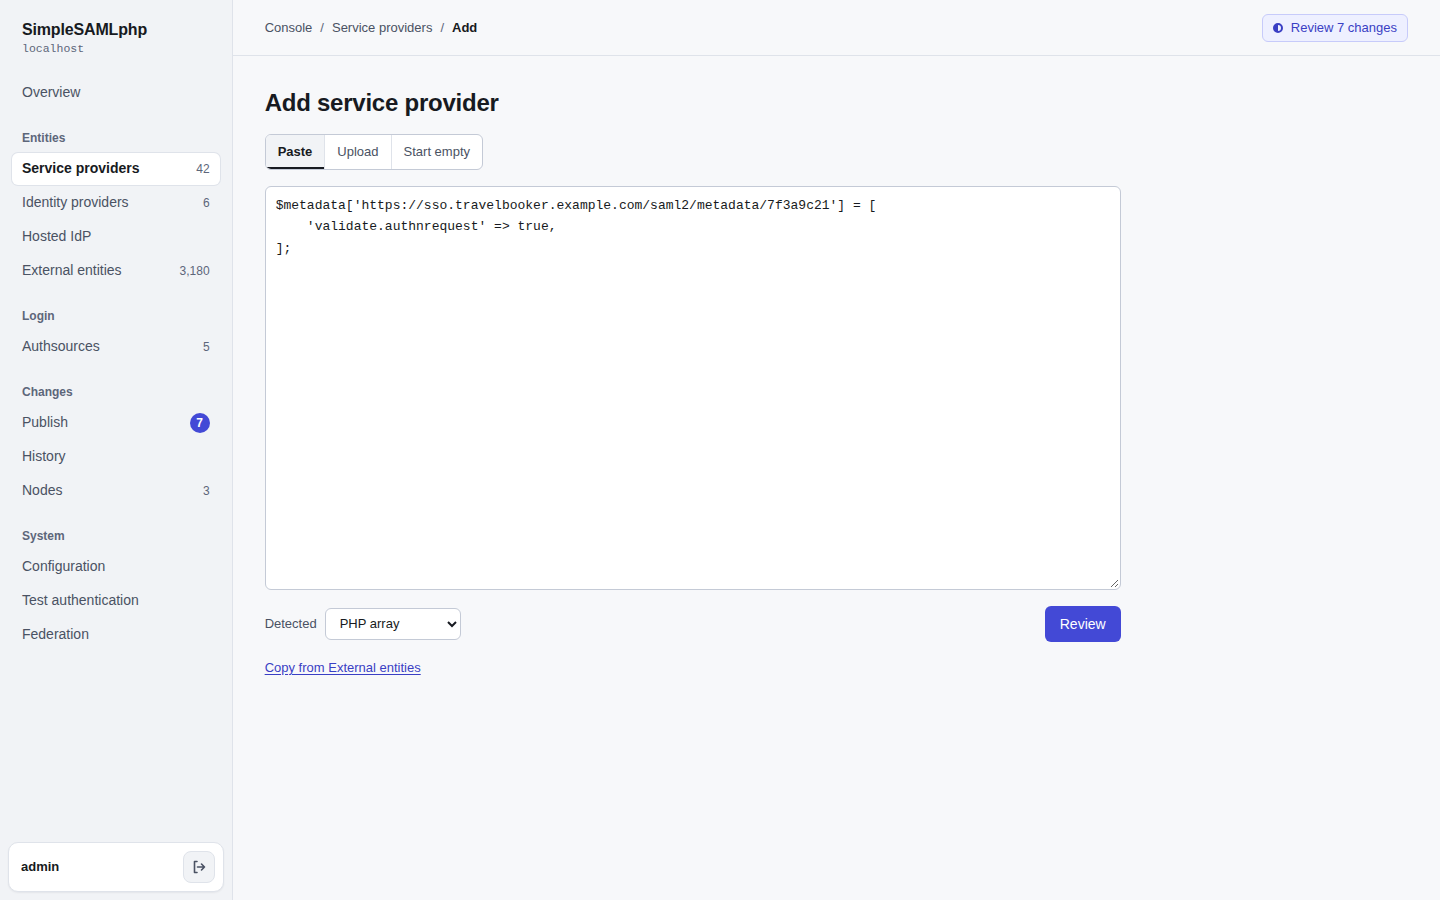 SimpleSAMLphp
localhost
Overview
Entities
Service providers 42
Identity providers 6
Hosted IdP
External entities 3,180
Login
Authsources 5
Changes
Publish 7
History
Nodes 3
System
Configuration
Test authentication
Federation
admin
Console / Service providers / Add
Review 7 changes
Add service provider
Paste Upload Start empty
$metadata['https://sso.travelbooker.example.com/saml2/metadata/7f3a9c21'] = [
    'validate.authnrequest' => true,
];
Detected PHP array Review
Copy from External entities